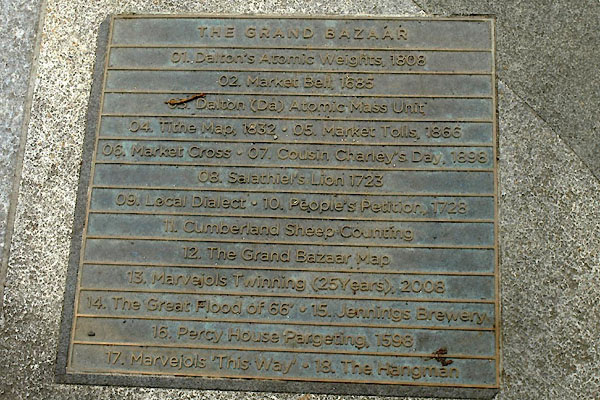 THE GRAND BAZAAR
01. Dalton's Atomic Weights, 1808
02. Market Bell, 1685
03. Dalton (Da) Atomic Mass Unit
04. Tithe Map, 1832 • 05. Market Tolls, 1866
06. Market Cross • 07. Cousin Charley's Day, 1898
08. Salathiel's Lion 1723
09. Local Dialect • 10. People's Petition, 1728
11. Cumberland Sheep Counting
12. The Grand Bazaar Map
13. Marvejols Twinning (25Years), 2008
14. The 'Great Flood of 66' • 15. Jennings Brewery
16. Percy House Pargeting, 1598
17. Marvejols 'This Way' • 18. The Hangman